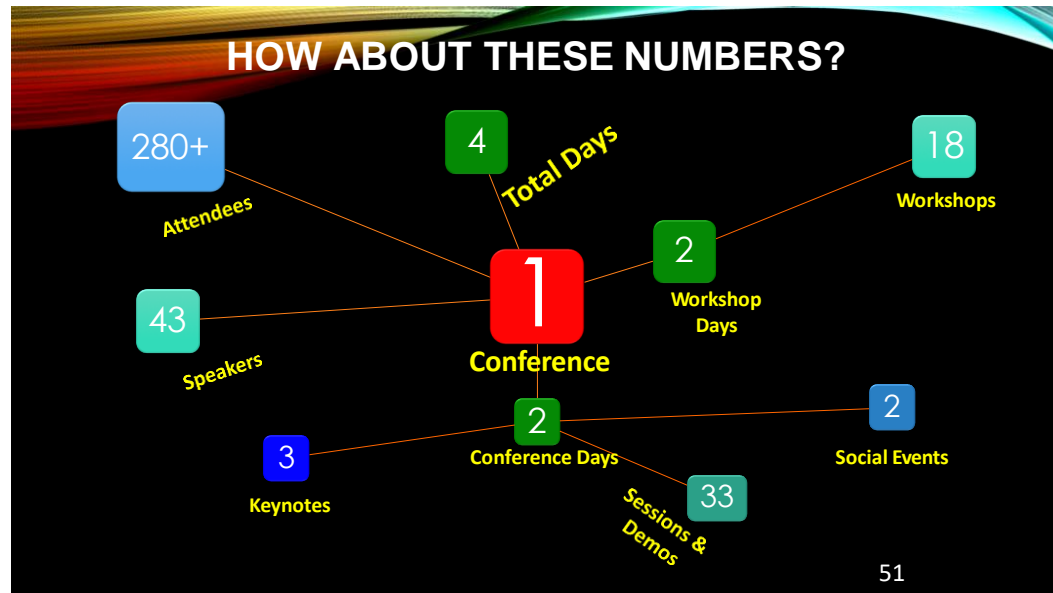 HOW ABOUT THESE NUMBERS?
280+
Attendees
4
Total Days
18
Workshops
2
Workshop
Days
1
Conference
43
Speakers
2
Conference Days
3
Keynotes
33
Sessions &
Demos
2
Social Events
51